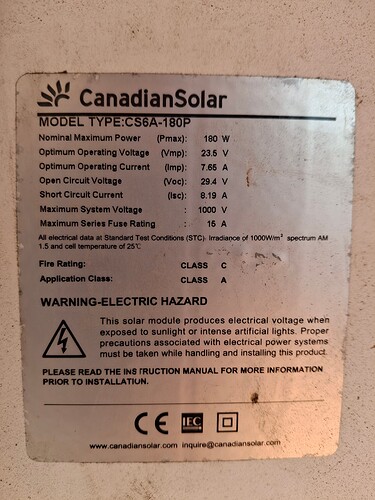 CanadianSolar
MODEL TYPE:CS6A-180P
Nominal Maximum Power (Pmax): 180 W
Optimum Operating Voltage (Vmp): 23.5 V
Optimum Operating Current (Imp): 7.65 A
Open Circuit Voltage (Voc): 29.4 V
Short Circuit Current (Isc): 8.19 A
Maximum System Voltage : 1000 V
Maximum Series Fuse Rating : 15 A
All electrical data at Standard Test Conditions (STC). Irradiance of 1000W/m² spectrum AM
1.5 and cell temperature of 25℃
Fire Rating: CLASS C
Application Class: CLASS A
WARNING-ELECTRIC HAZARD
This solar module produces electrical voltage when
exposed to sunlight or intense artificial lights. Proper
precautions associated with electrical power systems
must be taken while handling and installing this product.
PLEASE READ THE INSTRUCTION MANUAL FOR MORE INFORMATION
PRIOR TO INSTALLATIUN.
CE IEC
www.canadiansolar.com inquire@canadiansolar.com